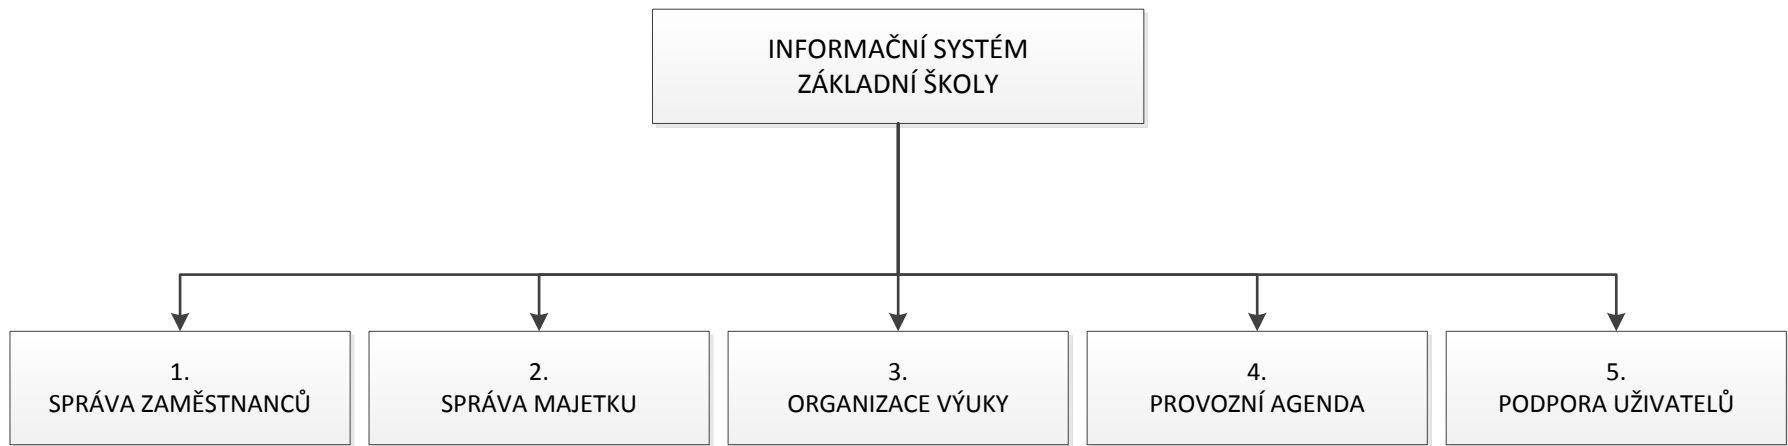 INFORMAČNÍ SYSTÉM
ZÁKLADNÍ ŠKOLY
1.
SPRÁVA ZAMĚSTNANCŮ
2.
SPRÁVA MAJETKU
3.
ORGANIZACE VÝUKY
4.
PROVOZNÍ AGENDA
5.
PODPORA UŽIVATELŮ